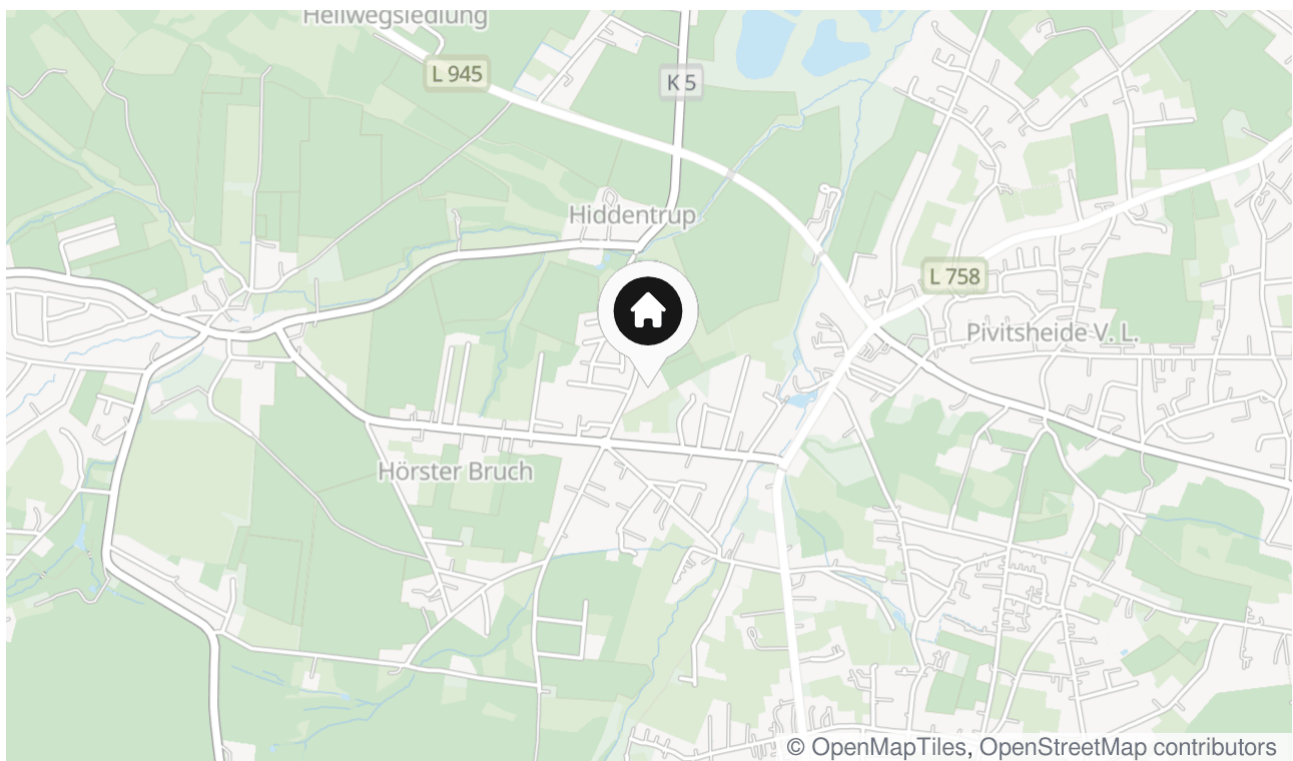 Hellwegsiedlung
L 945
K 5
Hiddentrup
L 758
Pivitsheide V. L.
Hörster Bruch
© OpenMapTiles, OpenStreetMap contributors